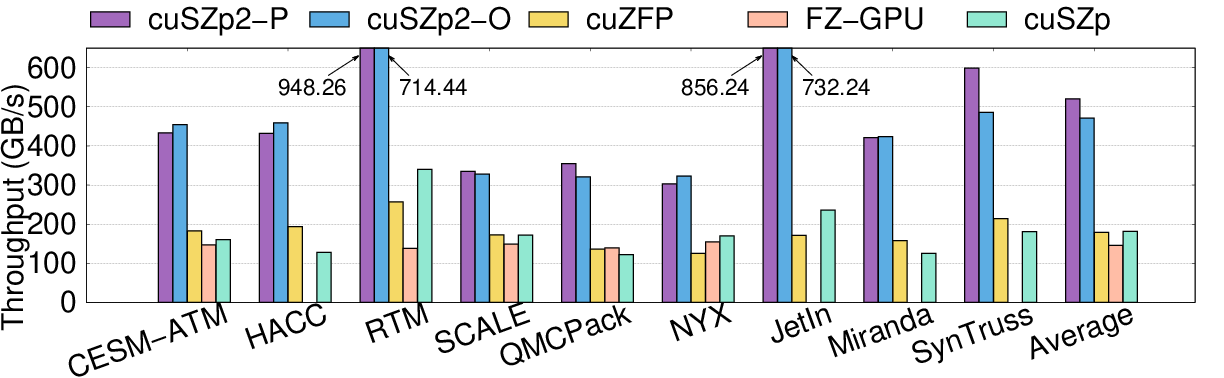 cuSZp2−P cuSZp2−O cuZFP FZ−GPU cuSZp
Throughput (GB/s)
600
500
400
300
200
100
0
948.26 714.44 856.24 732.24
CESM−ATM HACC RTM SCALE QMCPack NYX JetIn Miranda SynTruss Average